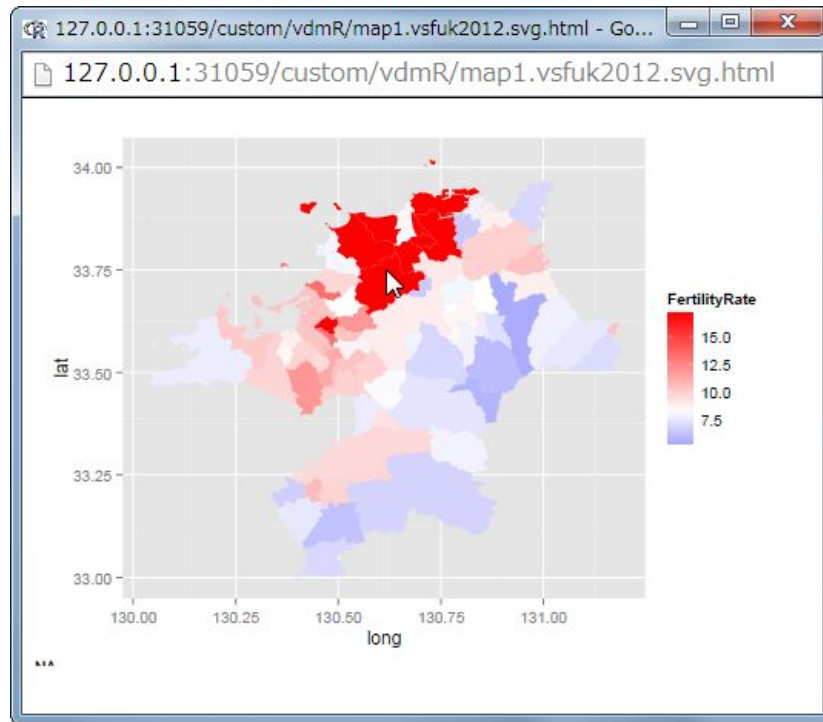 127.0.0.1:31059/custom/vdmR/map1.vsfuk2012.svg.html - Go...
127.0.0.1:31059/custom/vdmR/map1.vsfuk2012.svg.html
34.00
33.75
33.50
33.25
33.00
lat
130.00 130.25 130.50 130.75 131.00
long
FertilityRate
15.0
12.5
10.0
7.5